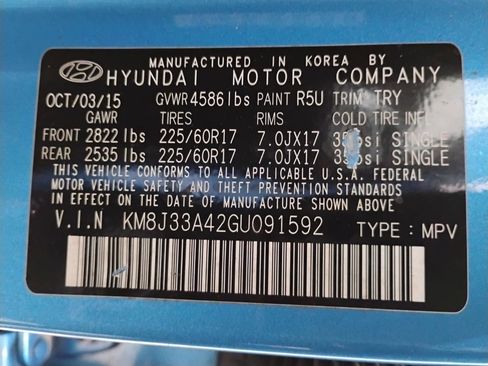 MANUFACTURED IN KOREA BY
HYUNDAI MOTOR COMPANY
OCT/03/15 GVWR 4586 lbs PAINT R5U TRIM TRY
GAWR TIRES RIMS COLD TIRE INFL
FRONT 2822 lbs 225/60R17 7.0JX17 psi SINGLE
REAR 2535 lbs 225/60R17 7.0JX17 psi SINGLE
THIS VEHICLE CONFORMS TO ALL APPLICABLE U.S.A. FEDERAL
MOTOR VEHICLE SAFETY AND THEFT PREVENTION STANDARDS
IN EFFECT ON THE DATE OF MANUFACTURE SHOWN ABOVE.
V.I.N KM8J33A42GU091592 TYPE : MPV